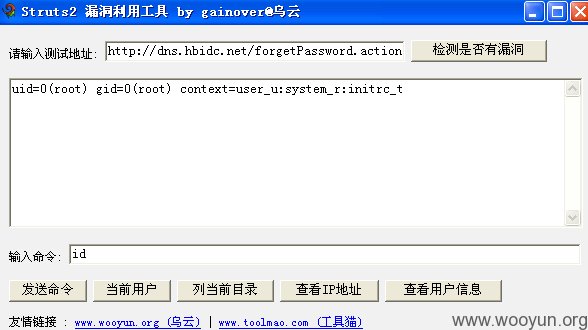 Struts2 漏洞利用工具 by gainover@乌云
请输入测试地址: http://dns.hbidc.net/forgetPassword.action 检测是否有漏洞
uid=0(root) gid=0(root) context=user_u:system_r:initrc_t
输入命令: id
发送命令 当前用户 列当前目录 查看IP地址 查看用户信息
友情链接 : www.wooyun.org (乌云) | www.toolmao.com (工具猫)
www.wooyun.org